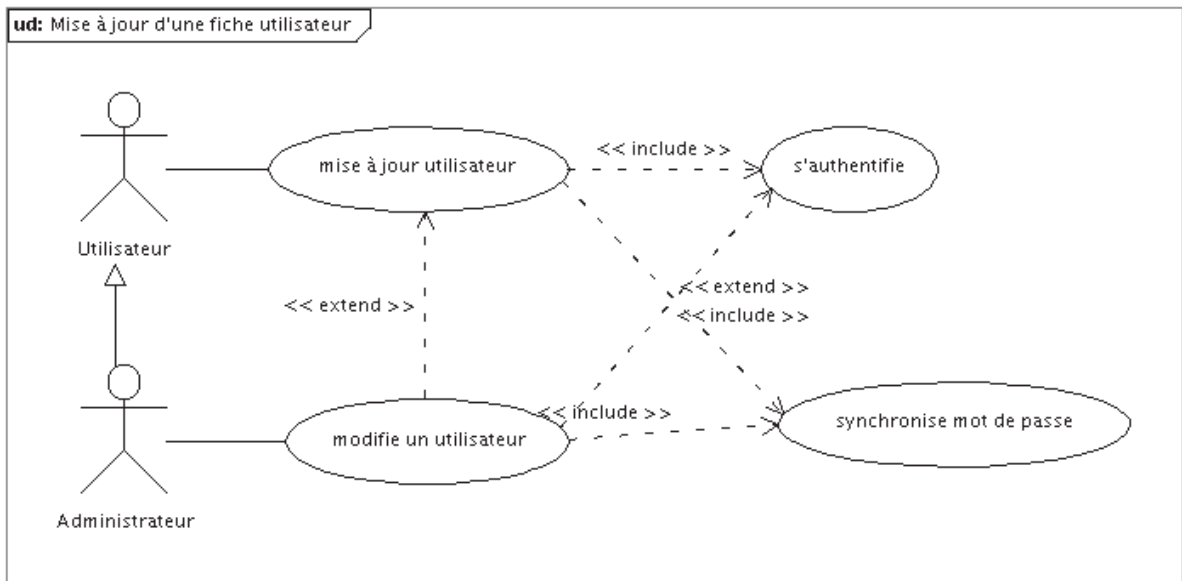 ud: Mise à jour d'une fiche utilisateur
mise à jour utilisateur
<< include >>
s'authentifie
Utilisateur
<< extend >>
<< extend >>
<< include >>
<< include >>
modifie un utilisateur
synchronise mot de passe
Administrateur